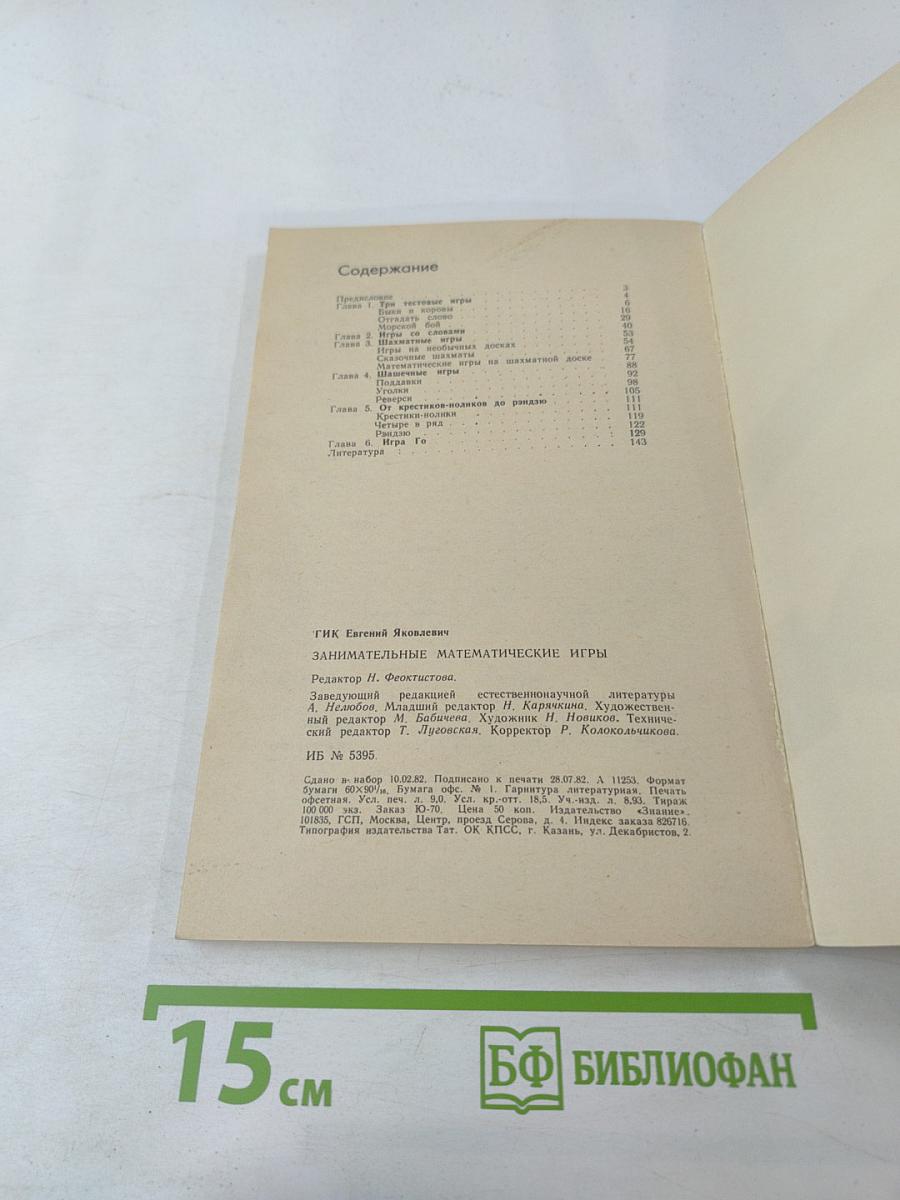 Содержание
Предисловие . . . . . . . . . . 3
Глава 1. Три тестовые игры . . . . . . . . . . 4
Быки и коровы . . . . . . . . . . 6
Отгадать слово . . . . . . . . . . 16
Морской бой . . . . . . . . . . 29
Глава 2. Игры со словами . . . . . . . . . . 40
Глава 3. Шахматные игры . . . . . . . . . . 53
Игры на необычных досках . . . . . . . . . . 54
Сказочные шахматы . . . . . . . . . . 67
Математические игры на шахматной доске . . 77
Глава 4. Шашечные игры . . . . . . . . . . 88
Поддавки . . . . . . . . . . 92
Уголки . . . . . . . . . . 98
Реверси . . . . . . . . . . 105
Глава 5. От крестиков-ноликов до рэндзю . . . . . . 111
Крестики-нолики . . . . . . . . . . 111
Четыре в ряд . . . . . . . . . . 119
Рэндзю . . . . . . . . . . 122
Глава 6. Игра Го . . . . . . . . . . 129
Литература . . . . . . . . . . 143
ГИК Евгений Яковлевич
ЗАНИМАТЕЛЬНЫЕ МАТЕМАТИЧЕСКИЕ ИГРЫ
Редактор Н. Феоктистова.
Заведующий редакцией естественнонаучной литературы
А. Нелюбов. Младший редактор Н. Карячкина. Художествен-
ный редактор М. Бабичева. Художник Н. Новиков. Техниче-
ский редактор Т. Луговская. Корректор Р. Колокольчикова.
ИБ № 5395.
Сдано в набор 10.02.82. Подписано к печати 28.07.82. А 11253. Формат
бумаги 60×90¹/₁₆. Бумага офс. № 1. Гарнитура литературная. Печать
офсетная. Усл. печ. л. 9,0. Усл. кр.-отт. 18,5. Уч.-изд. л. 8,93. Тираж
100 000 экз. Заказ Ю-70. Цена 50 коп. Издательство «Знание».
101835, ГСП, Москва, Центр, проезд Серова, д. 4. Индекс заказа 826716.
Типография издательства Тат. ОК КПСС, г. Казань, ул. Декабристов, 2.
15 см
БФ БИБЛИОФАН